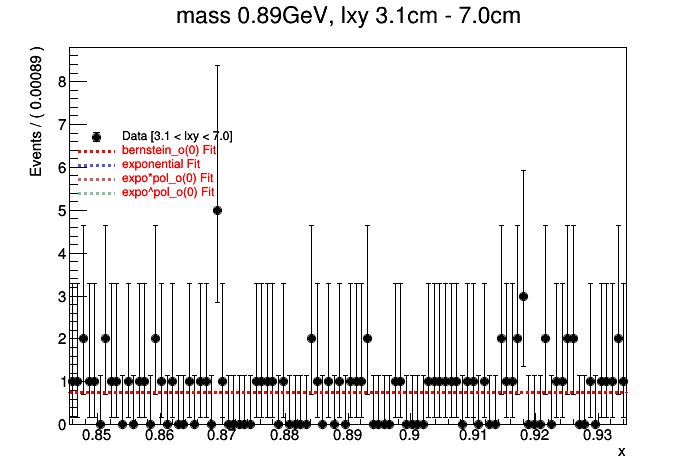 mass 0.89GeV, lxy 3.1cm - 7.0cm
Events / ( 0.00089 )
8
7
6
5
4
3
2
1
0
Data [3.1 < lxy < 7.0]
bernstein_o(0) Fit
exponential Fit
expo*pol_o(0) Fit
expo^pol_o(0) Fit
0.85 0.86 0.87 0.88 0.89 0.9 0.91 0.92 0.93
x